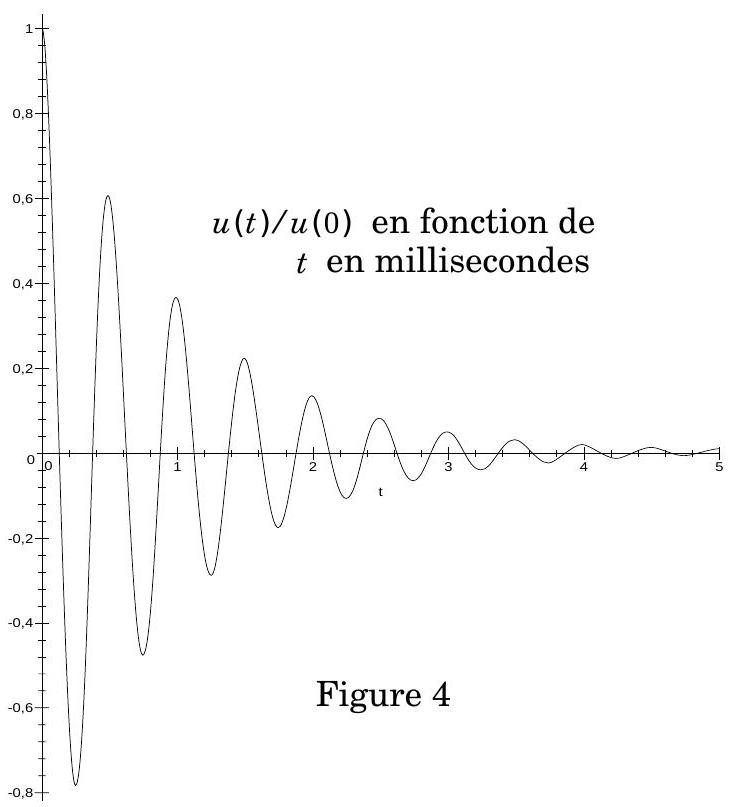 1
0,8
0,6
u(t)/u(0) en fonction de
t en millisecondes
0,4
0,2
0
0 1 2 3 4 5
t
-0,2
-0,4
Figure 4
-0,6
-0,8